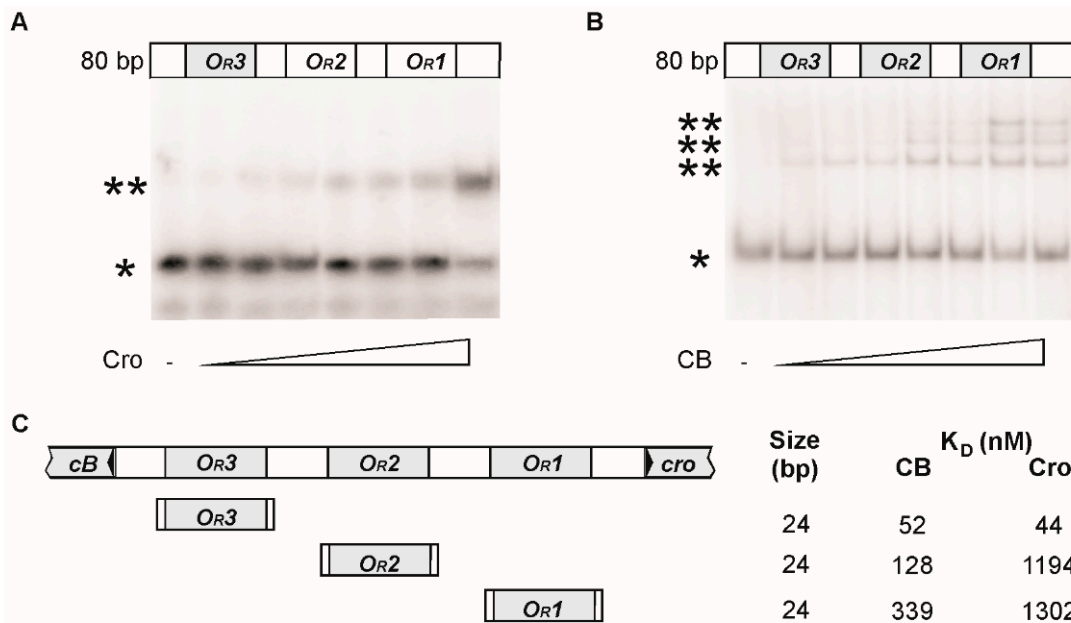 A
80 bp OR3 OR2 OR1
**
*
Cro -
B
80 bp OR3 OR2 OR1
**
**
**
*
CB -
C
cB OR3 OR2 OR1 cro
OR3
OR2
OR1
Size (bp) KD (nM)
CB Cro
24 52 44
24 128 1194
24 339 1302